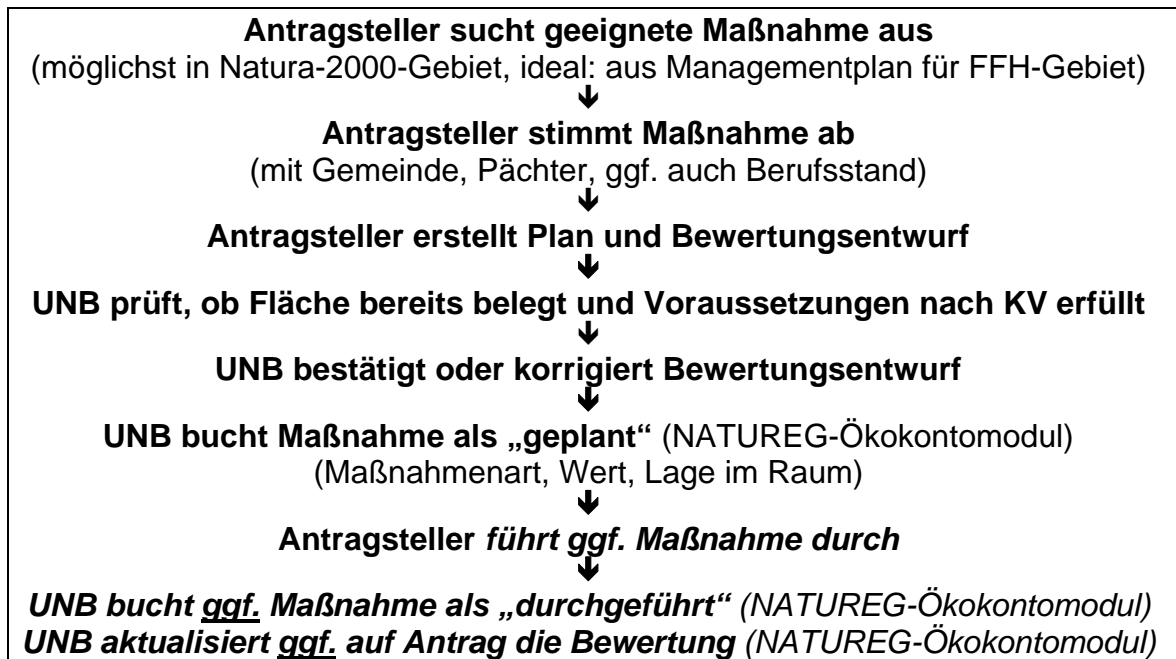 Antragsteller sucht geeignete Maßnahme aus
(möglichst in Natura-2000-Gebiet, ideal: aus Managementplan für FFH-Gebiet)
Antragsteller stimmt Maßnahme ab
(mit Gemeinde, Pächter, ggf. auch Berufsstand)
Antragsteller erstellt Plan und Bewertungsentwurf
UNB prüft, ob Fläche bereits belegt und Voraussetzungen nach KV erfüllt
UNB bestätigt oder korrigiert Bewertungsentwurf
UNB bucht Maßnahme als „geplant“ (NATUREG-Ökokontomodul)
(Maßnahmenart, Wert, Lage im Raum)
Antragsteller führt ggf. Maßnahme durch
UNB bucht ggf. Maßnahme als „durchgeführt“ (NATUREG-Ökokontomodul)
UNB aktualisiert ggf. auf Antrag die Bewertung (NATUREG-Ökokontomodul)